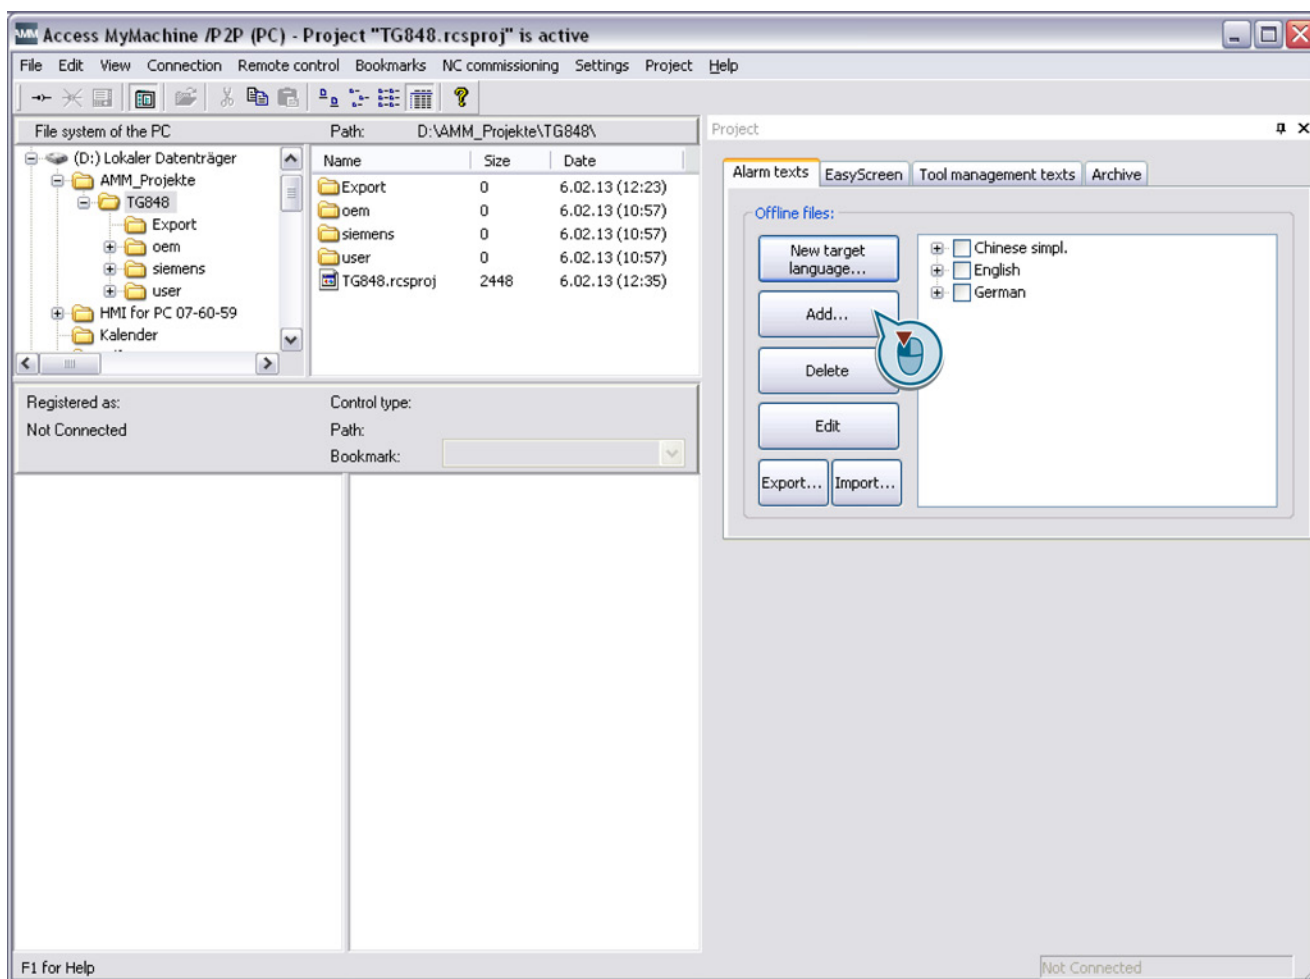 AMM Access MyMachine /P2P (PC) - Project "TG848.rcsproj" is active
File Edit View Connection Remote control Bookmarks NC commissioning Settings Project Help
File system of the PC
Path: D:\AMM_Projekte\TG848\
(D:) Lokaler Datenträger
AMM_Projekte
TG848
Export
oem
siemens
user
HMI for PC 07-60-59
Kalender
Name Size Date
Export 0 6.02.13 (12:23)
oem 0 6.02.13 (10:57)
siemens 0 6.02.13 (10:57)
user 0 6.02.13 (10:57)
TG848.rcsproj 2448 6.02.13 (12:35)
Registered as:
Not Connected
Control type:
Path:
Bookmark:
Project
Alarm texts EasyScreen Tool management texts Archive
Offline files:
New target
language...
Add...
Delete
Edit
Export... Import...
Chinese simpl.
English
German
F1 for Help
Not Connected